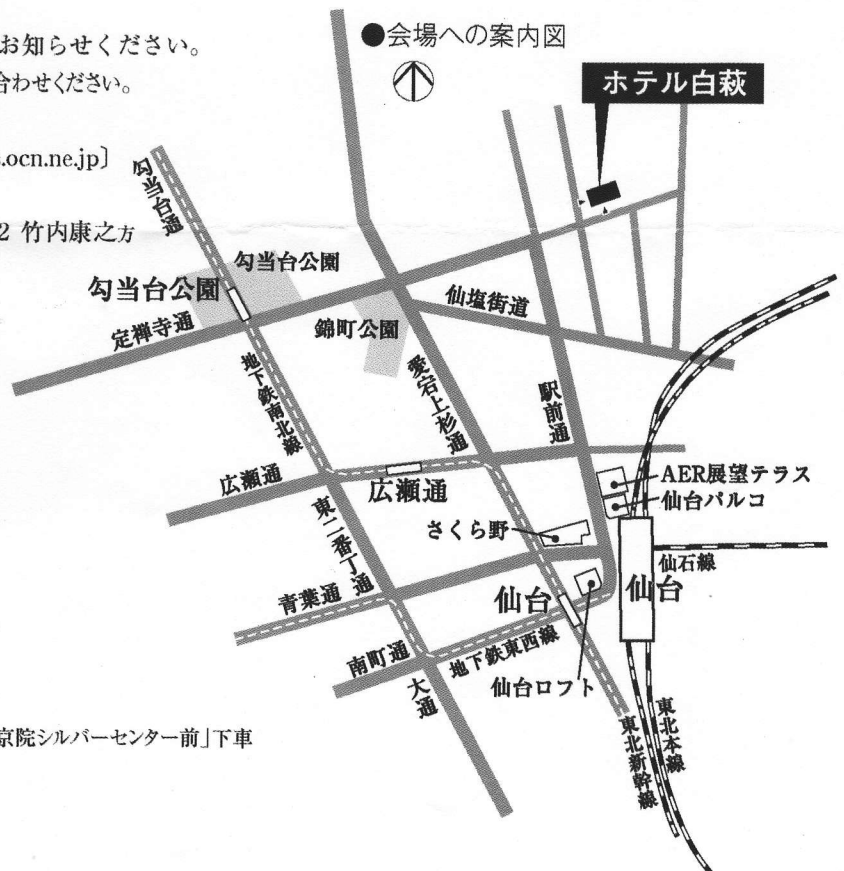 お知らせください。
合わせください。
.ocn.ne.jp〕
2 竹内康之方
京院シルバーセンター前」下車
●会場への案内図
ホテル白萩
勾当台通
勾当台公園
勾当台公園
定禅寺通
錦町公園
仙塩街道
地下鉄南北線
愛宕上杉通
駅前通
広瀬通
広瀬通
AER展望テラス
仙台パルコ
東二番丁通
さくら野
仙石線
仙台
仙台
青葉通
南町通
地下鉄東西線
仙台ロフト
大通
東北新幹線
東北本線